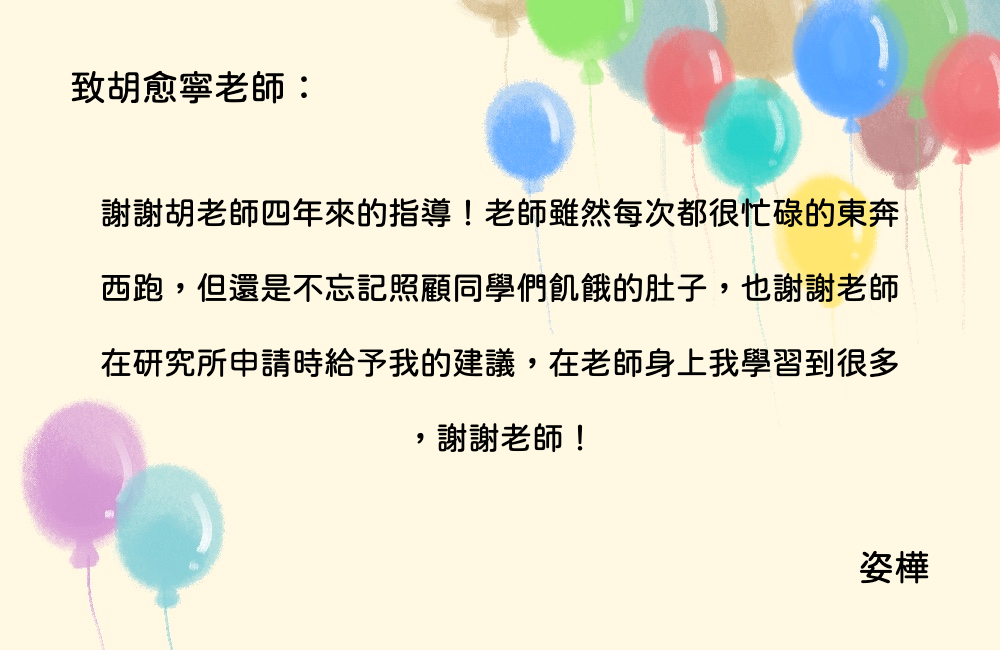 致胡愈寧老師：
謝謝胡老師四年來的指導！老師雖然每次都很忙碌的東奔
西跑，但還是不忘記照顧同學們飢餓的肚子，也謝謝老師
在研究所申請時給予我的建議，在老師身上我學習到很多
，謝謝老師！
姿樺